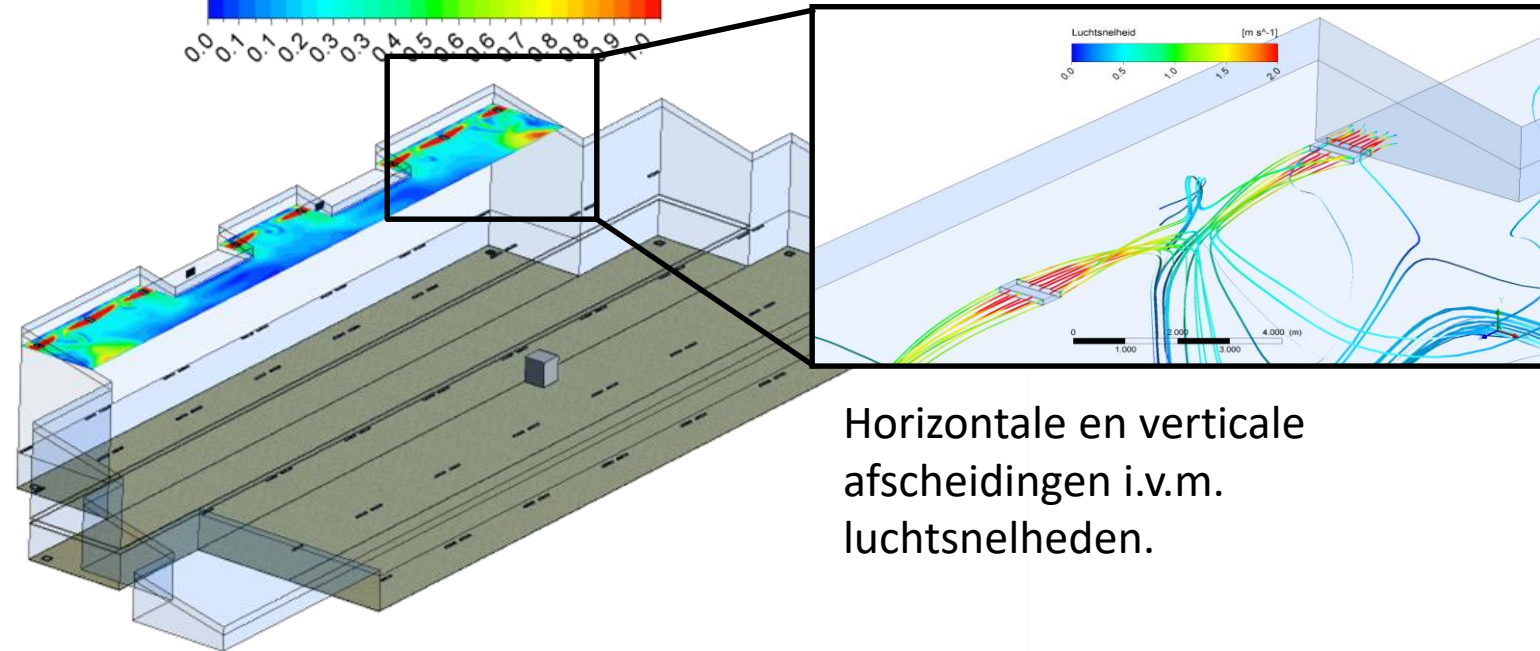 0.0 0.1 0.1 0.2 0.3 0.3 0.4 0.5 0.6 0.6 0.7 0.8 0.8 0.9 1.0
Luchtsnelheid [m s^-1]
0.0 0.5 1.0 1.5 2.0
0 2.000 4.000 (m)
1.000 3.000
Y
Horizontale en verticale
afscheidingen i.v.m.
luchtsnelheden.